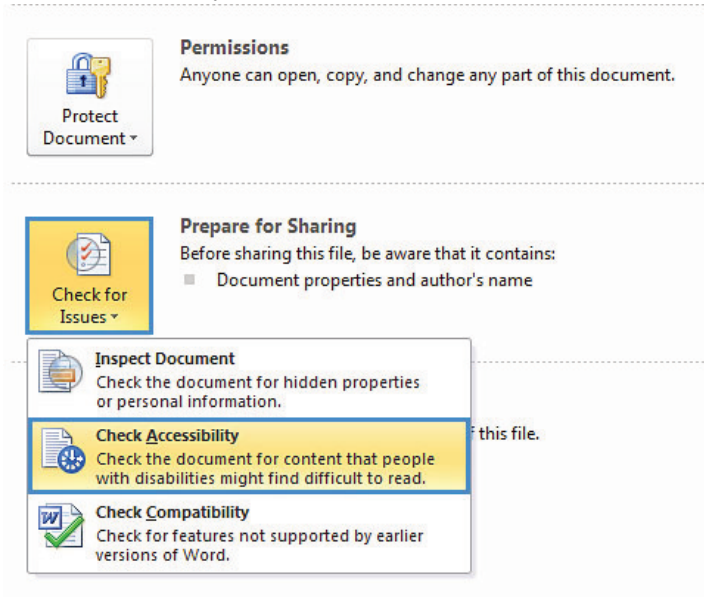 Permissions
Anyone can open, copy, and change any part of this document.
Protect
Document
Prepare for Sharing
Before sharing this file, be aware that it contains:
Document properties and author's name
Check for
Issues
Inspect Document
Check the document for hidden properties
or personal information.
Check Accessibility
Check the document for content that people
with disabilities might find difficult to read.
this file.
Check Compatibility
Check for features not supported by earlier
versions of Word.